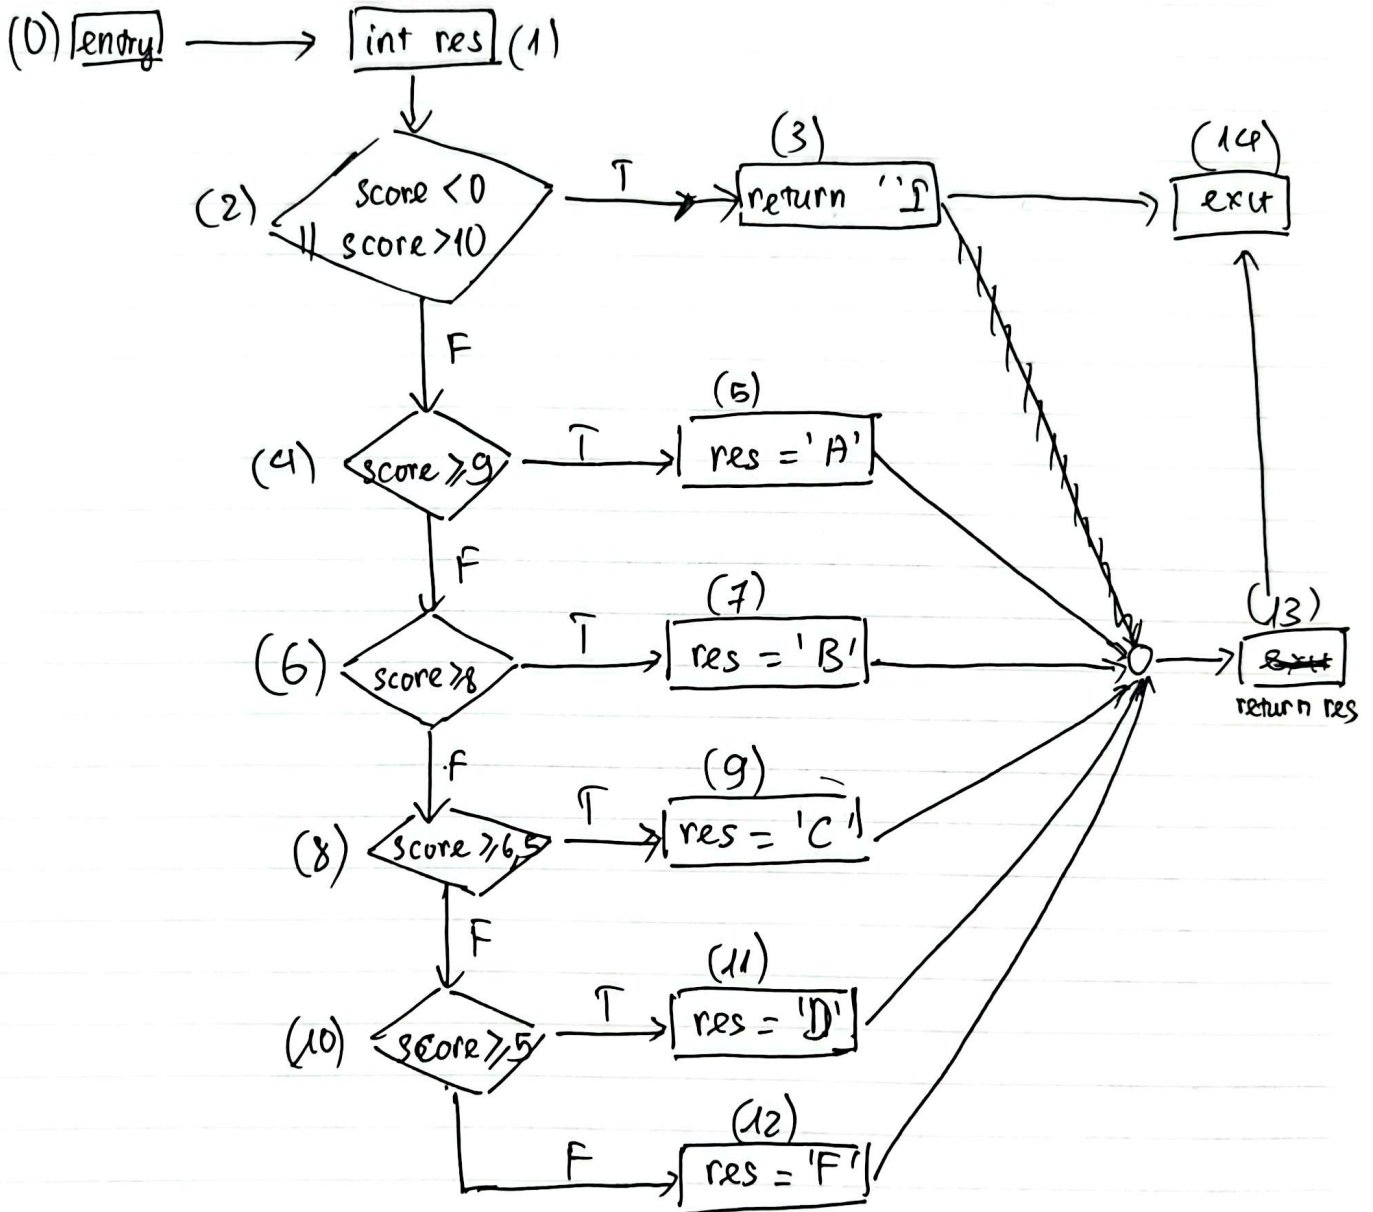 (0) entry
int res (1)
(2)
score <0
|| score >10
T
(3)
return ''I
(14)
exit
F
(4)
score ⩾9
T
(5)
res = 'A'
F
(6)
score⩾8
T
(7)
res = 'B'
(13)
return res
F
(8)
score ⩾6,5
T
(9)
res = 'C'
F
(10)
score ⩾5
T
(11)
res = 'D'
F
(12)
res = 'F'